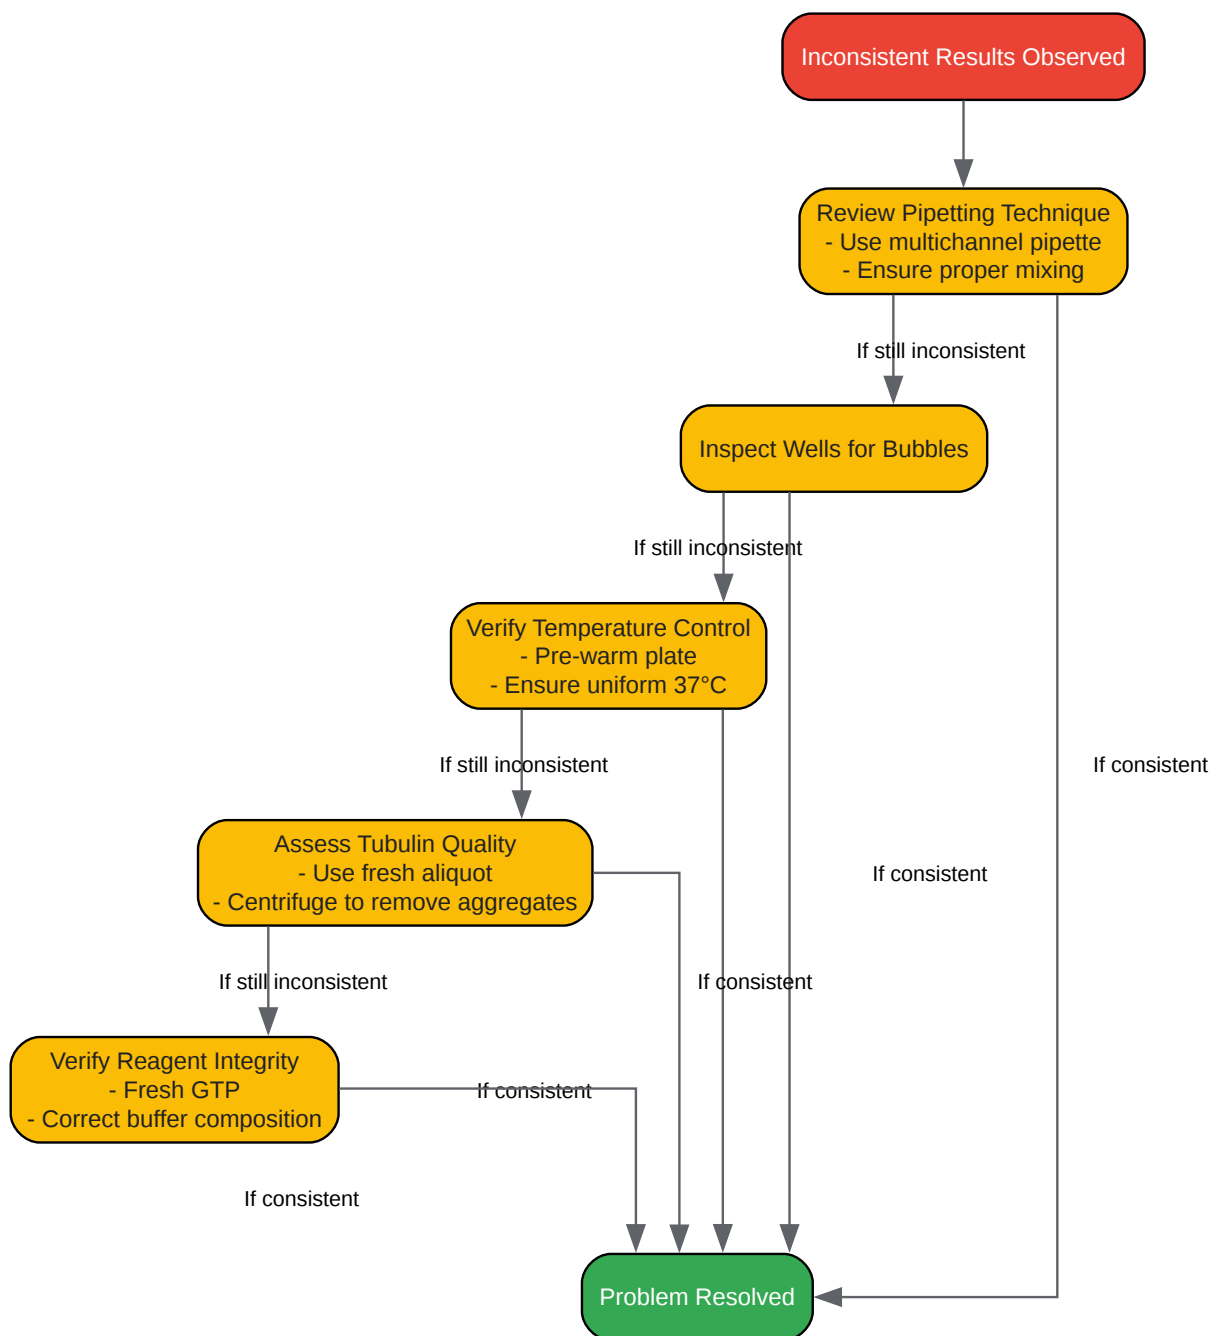 Inconsistent Results Observed
Review Pipetting Technique
- Use multichannel pipette
- Ensure proper mixing
If still inconsistent
Inspect Wells for Bubbles
If still inconsistent
Verify Temperature Control
- Pre-warm plate
- Ensure uniform 37°C
If still inconsistent
If consistent
Assess Tubulin Quality
- Use fresh aliquot
- Centrifuge to remove aggregates
If consistent
If still inconsistent
If consistent
Verify Reagent Integrity
- Fresh GTP
- Correct buffer composition
If consistent
If consistent
Problem Resolved